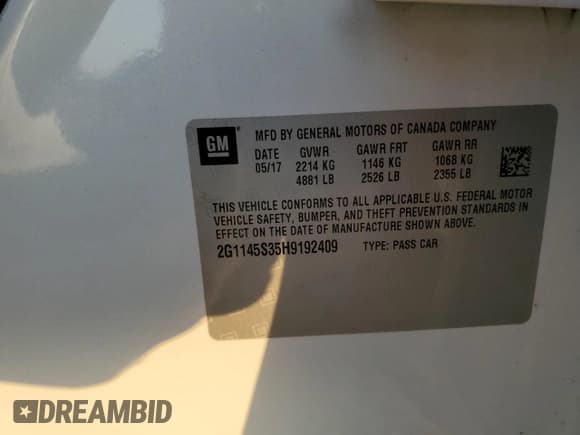 GM
MFD BY GENERAL MOTORS OF CANADA COMPANY
DATE GVWR GAWR FRT GAWR RR
05/17 2214 KG 1146 KG 1068 KG
4881 LB 2526 LB 2355 LB
THIS VEHICLE CONFORMS TO ALL APPLICABLE U.S. FEDERAL MOTOR
VEHICLE SAFETY, BUMPER, AND THEFT PREVENTION STANDARDS IN
EFFECT ON THE DATE OF MANUFACTURE SHOWN ABOVE.
2G1145S35H9192409 TYPE: PASS CAR
DREAMBID